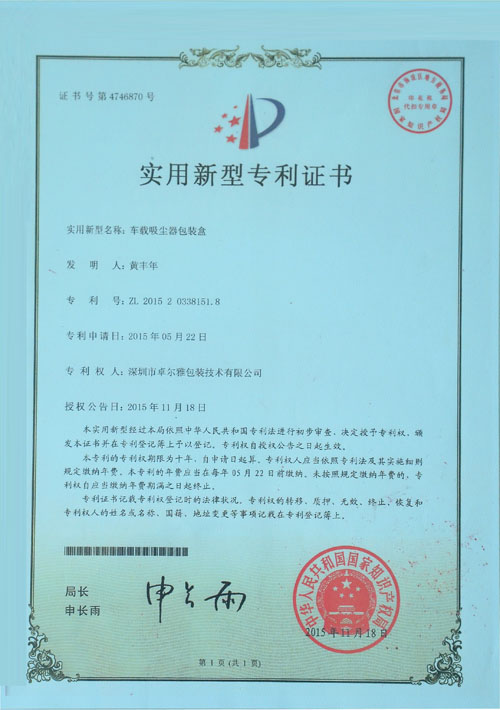 证书号第4746870号
实用新型专利证书
实用新型名称：车载吸尘器包装盒
发 明 人：黄丰年
专 利 号：ZL 2015 2 0338151.8
专利申请日：2015年05月22日
专 利 权 人：深圳市卓尔雅包装技术有限公司
授权公告日：2015年11月18日
本实用新型经过本局依照中华人民共和国专利法进行初步审查，决定授予专利权，颁
发本证书并在专利登记簿上予以登记。专利权自授权公告之日起生效。
本专利的专利权期限为十年，自申请日起算。专利权人应当依照专利法及其实施细则
规定缴纳年费。本专利的年费应当在每年05月22日前缴纳。未按照规定缴纳年费的，专
利权自应当缴纳年费期满之日起终止。
专利证书记载专利权登记时的法律状况。专利权的转移、质押、无效、终止、恢复和
专利权人的姓名或名称、国籍、地址变更等事项记载在专利登记簿上。
局长
申长雨
申长雨
中华人民共和国国家知识产权局
2015年11月18日
第1页(共1页)